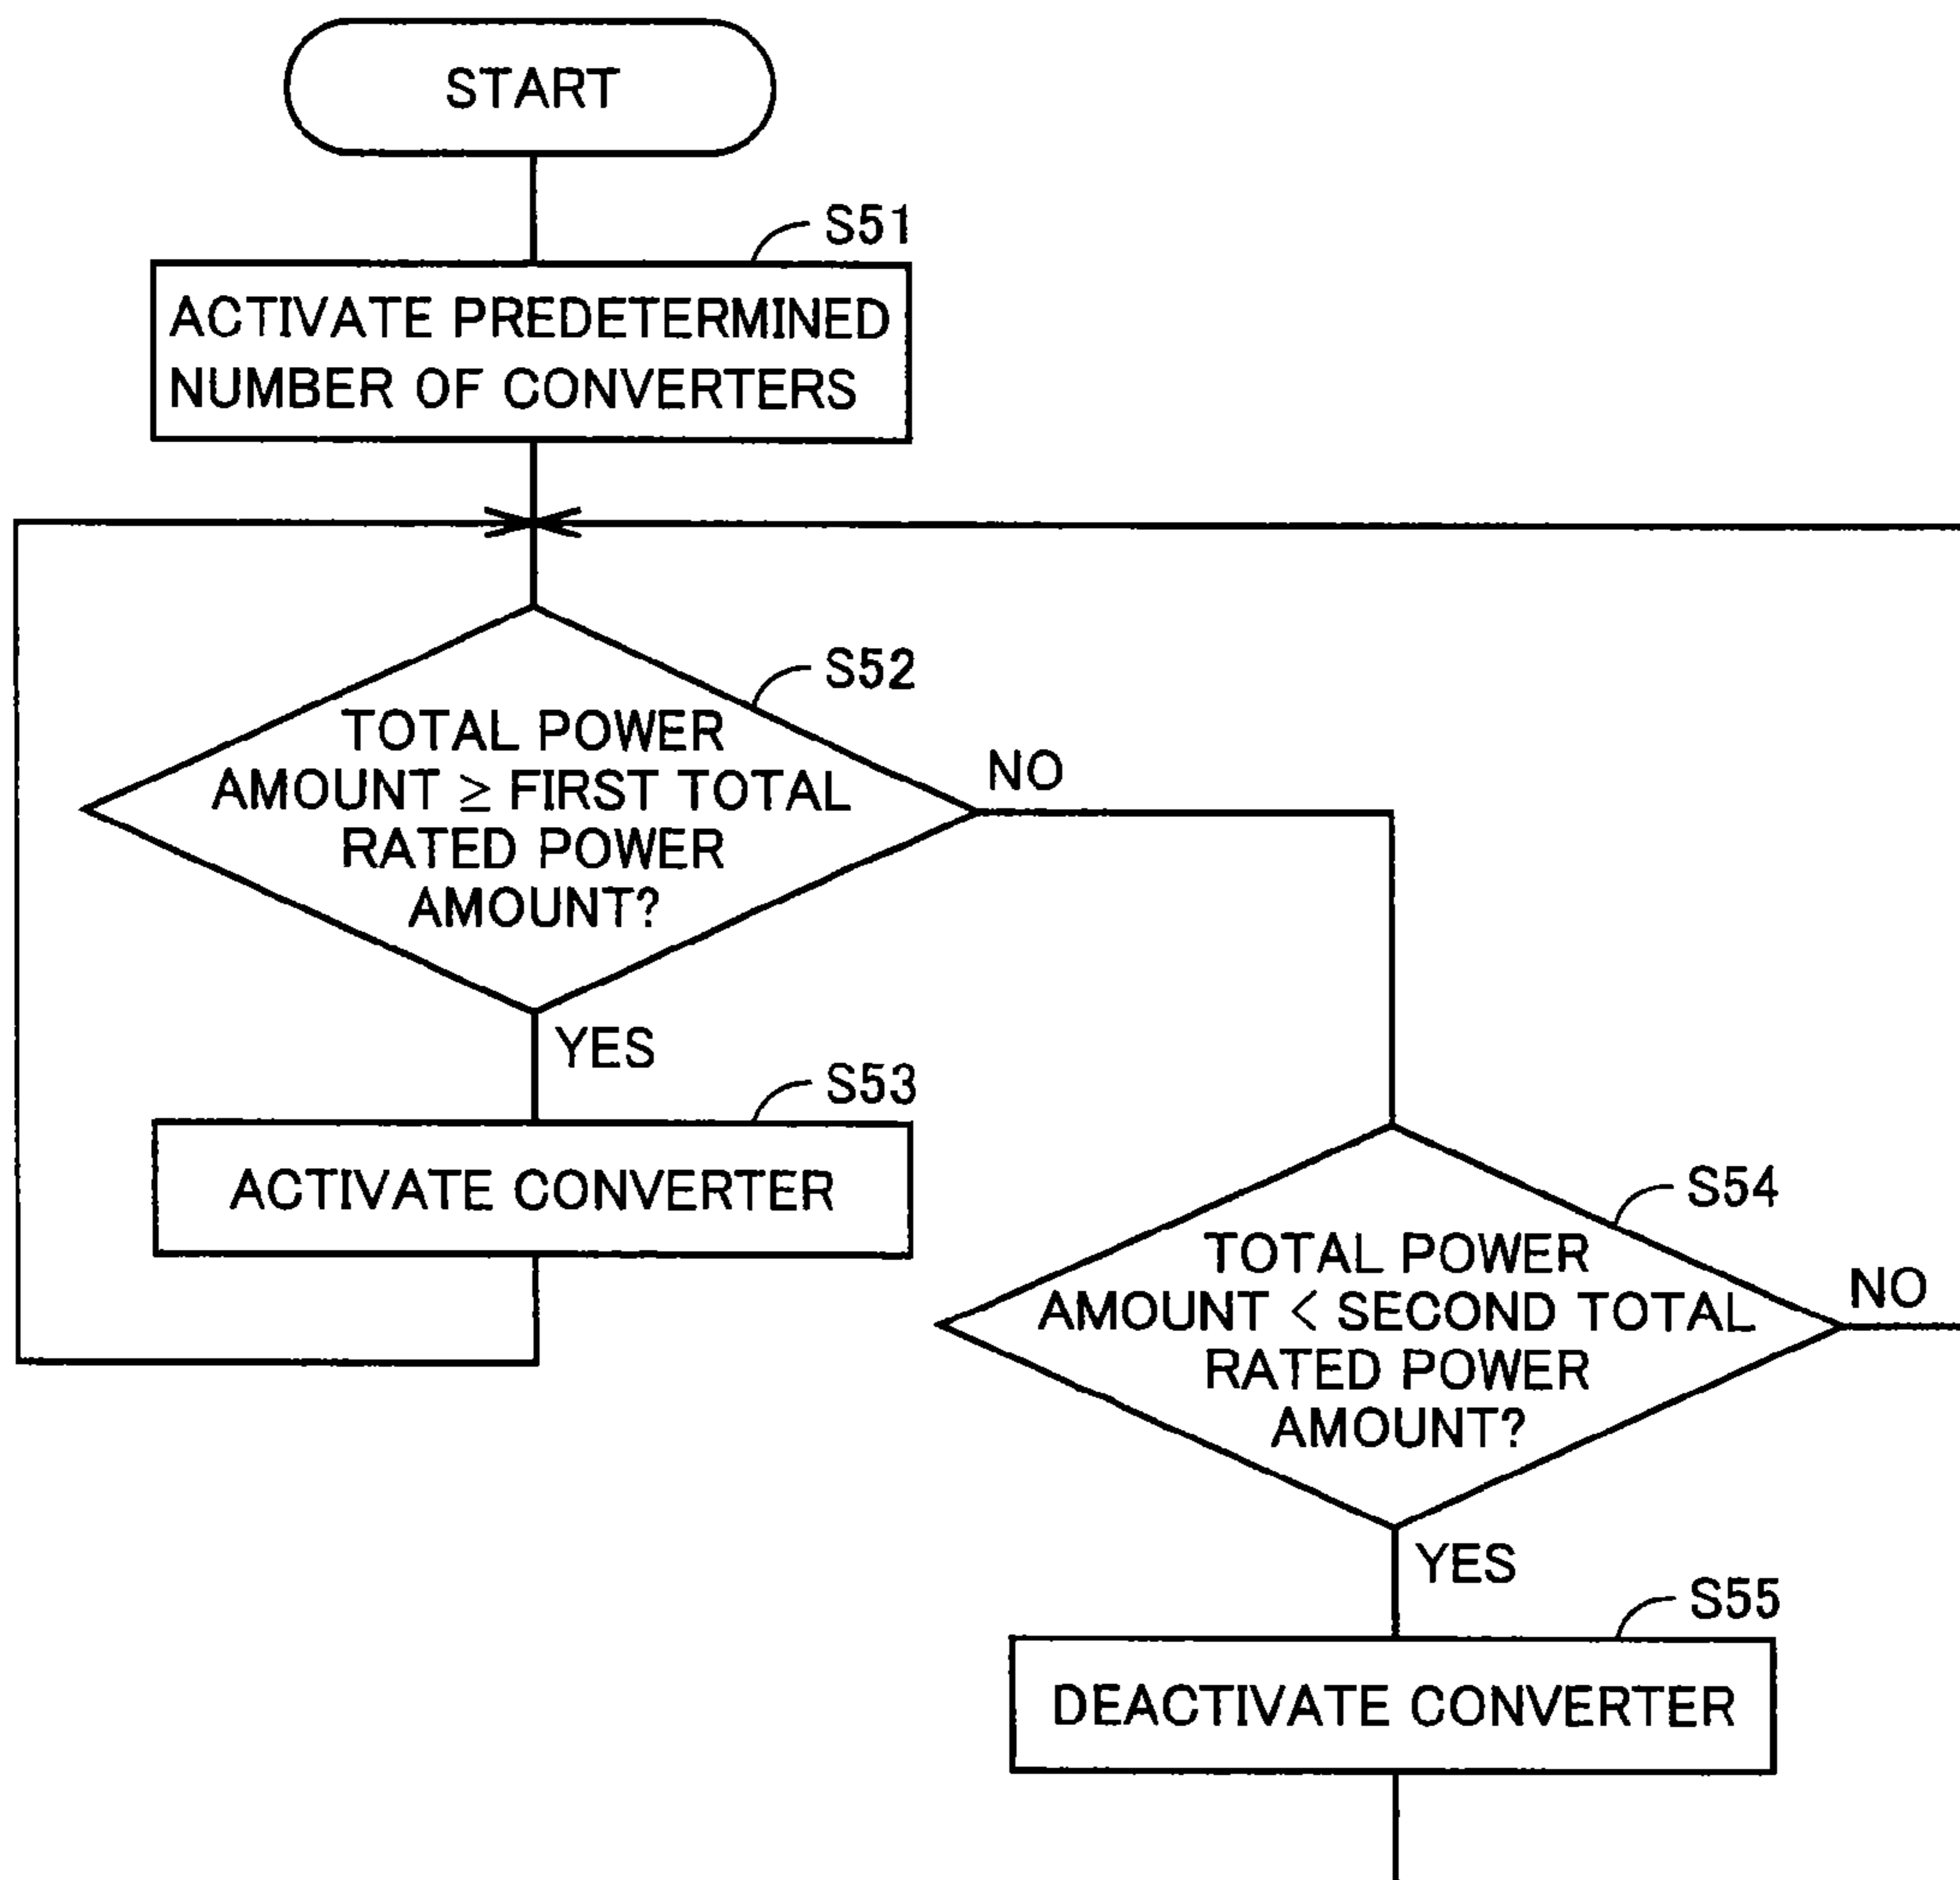 START
S51
ACTIVATE PREDETERMINED
NUMBER OF CONVERTERS
S52
TOTAL POWER
AMOUNT ≥ FIRST TOTAL
RATED POWER
AMOUNT?
NO
YES
S53
ACTIVATE CONVERTER
S54
TOTAL POWER
AMOUNT < SECOND TOTAL
RATED POWER
AMOUNT?
NO
YES
S55
DEACTIVATE CONVERTER